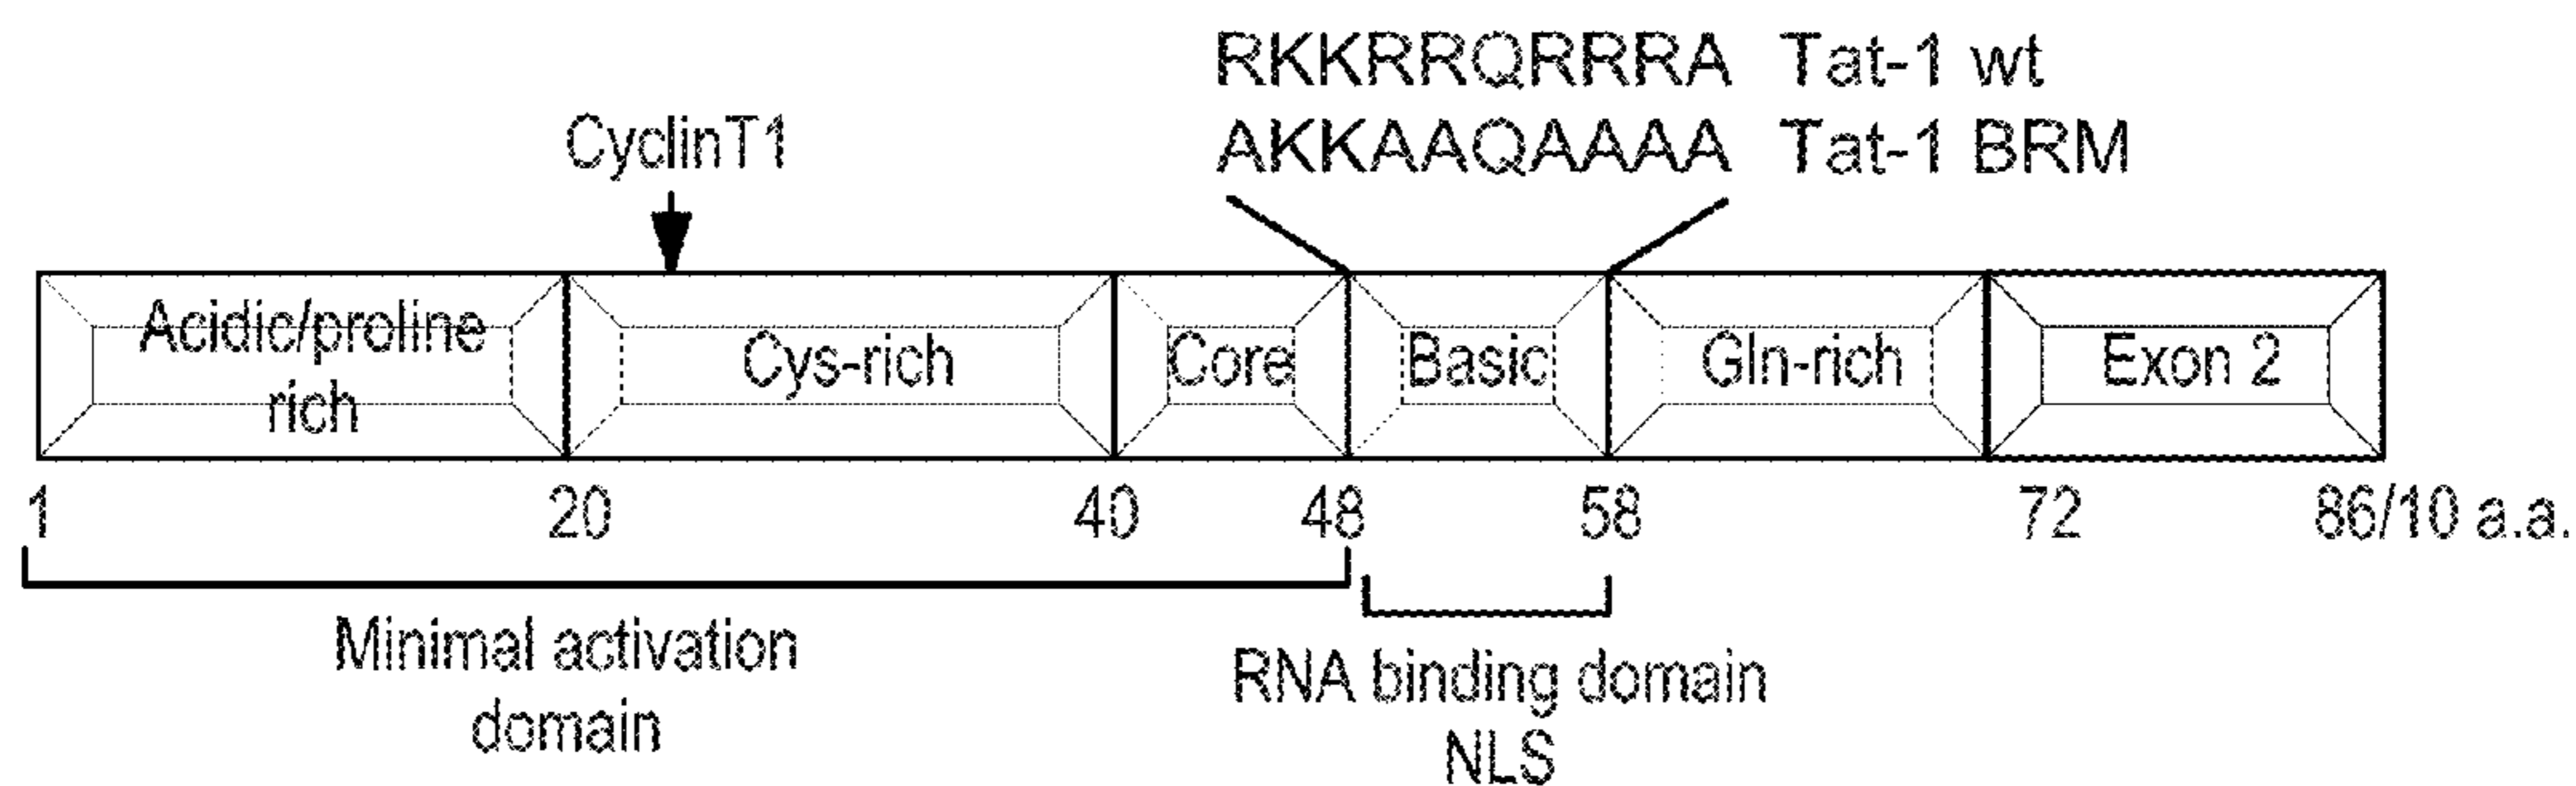 RKKRRQRRRA Tat-1 wt
AKKAAQAAAA Tat-1 BRM
CyclinT1
Acidic/proline
rich
Cys-rich
Core
Basic
Gln-rich
Exon 2
1
20
40
48
58
72
86/10 a.a.
Minimal activation
domain
RNA binding domain
NLS